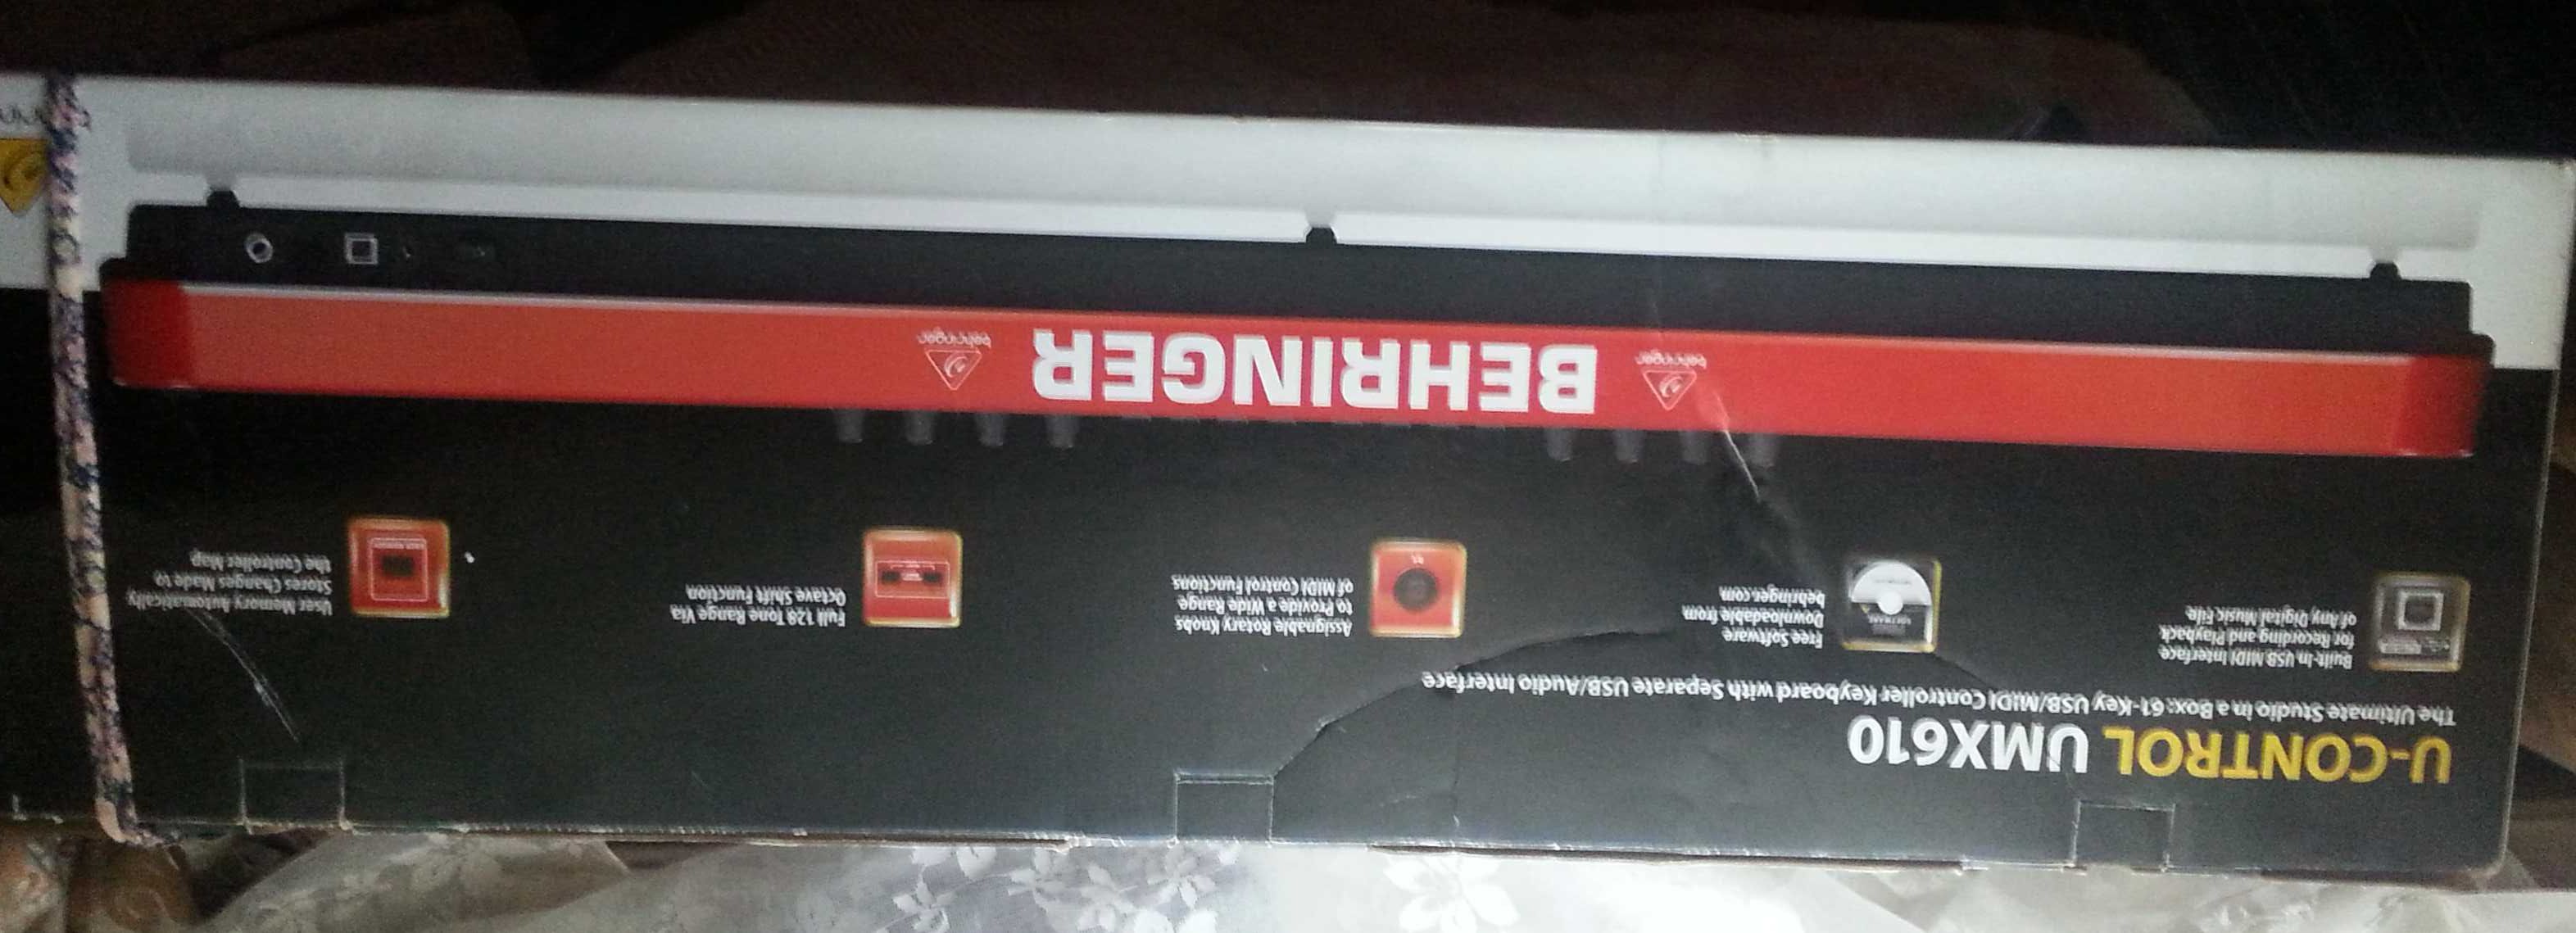 U-CONTROL UMX610
The Ultimate Studio in a Box: 61-Key USB/MIDI Controller Keyboard with Separate USB/Audio Interface
Built-In USB MIDI Interface
for Recording and Playback
of Any Digital Music File
Free Software
Downloadable from
behringer.com
Assignable Rotary Knobs
to Provide a Wide Range
of MIDI Control Functions
Full 128 Tone Range Via
Octave Shift Function
User Memory Automatically
Stores Changes Made to
the Controller Map
behringer
BEHRINGER
behringer